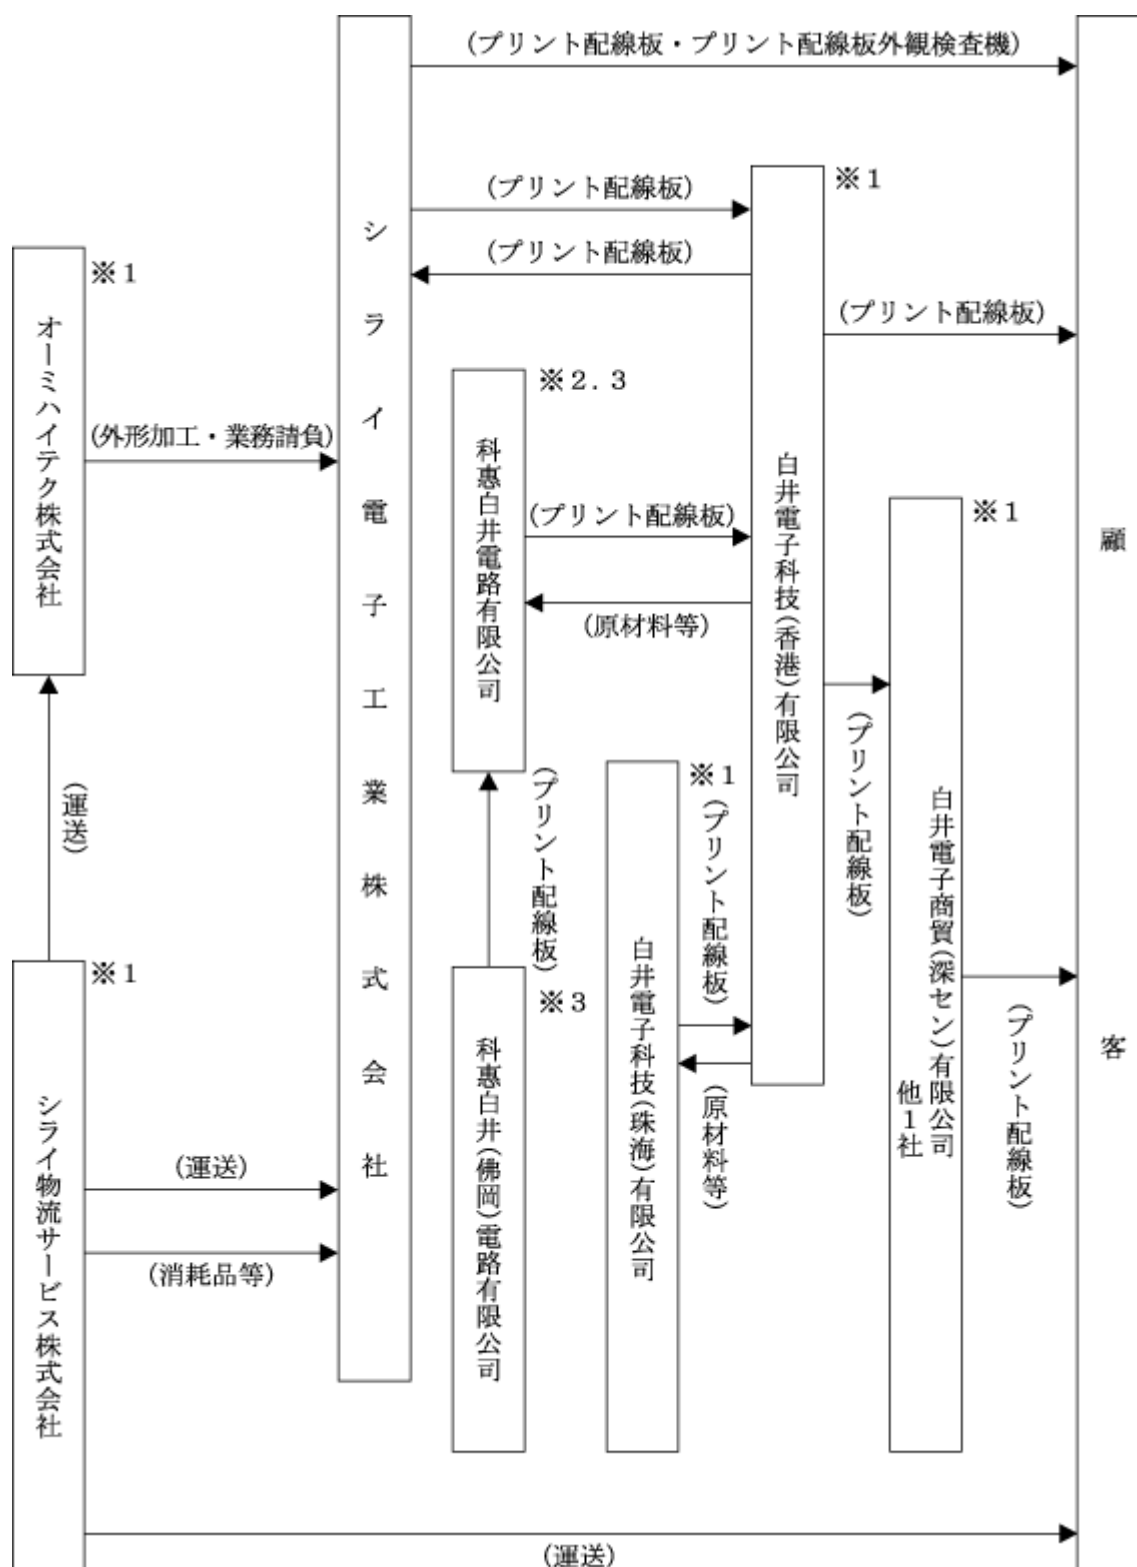 (プリント配線板・プリント配線板外観検査機)
※1
(プリント配線板)
シライ電子工業株式会社
(プリント配線板)
※1
(プリント配線板)
オーミハイテク株式会社
※2.3
(外形加工・業務請負)
科惠白井電路有限公司
白井電子科技(香港)有限公司
※1
(プリント配線板)
顧客
(原材料等)
(プリント配線板)
(プリント配線板)
※1
(プリント配線板)
(運送)
白井電子商貿(深セン)有限公司
他1社
※1
※3
白井電子科技(珠海)有限公司
(プリント配線板)
科惠白井(佛岡)電路有限公司
(原材料等)
シライ物流サービス株式会社
(運送)
(消耗品等)
(運送)